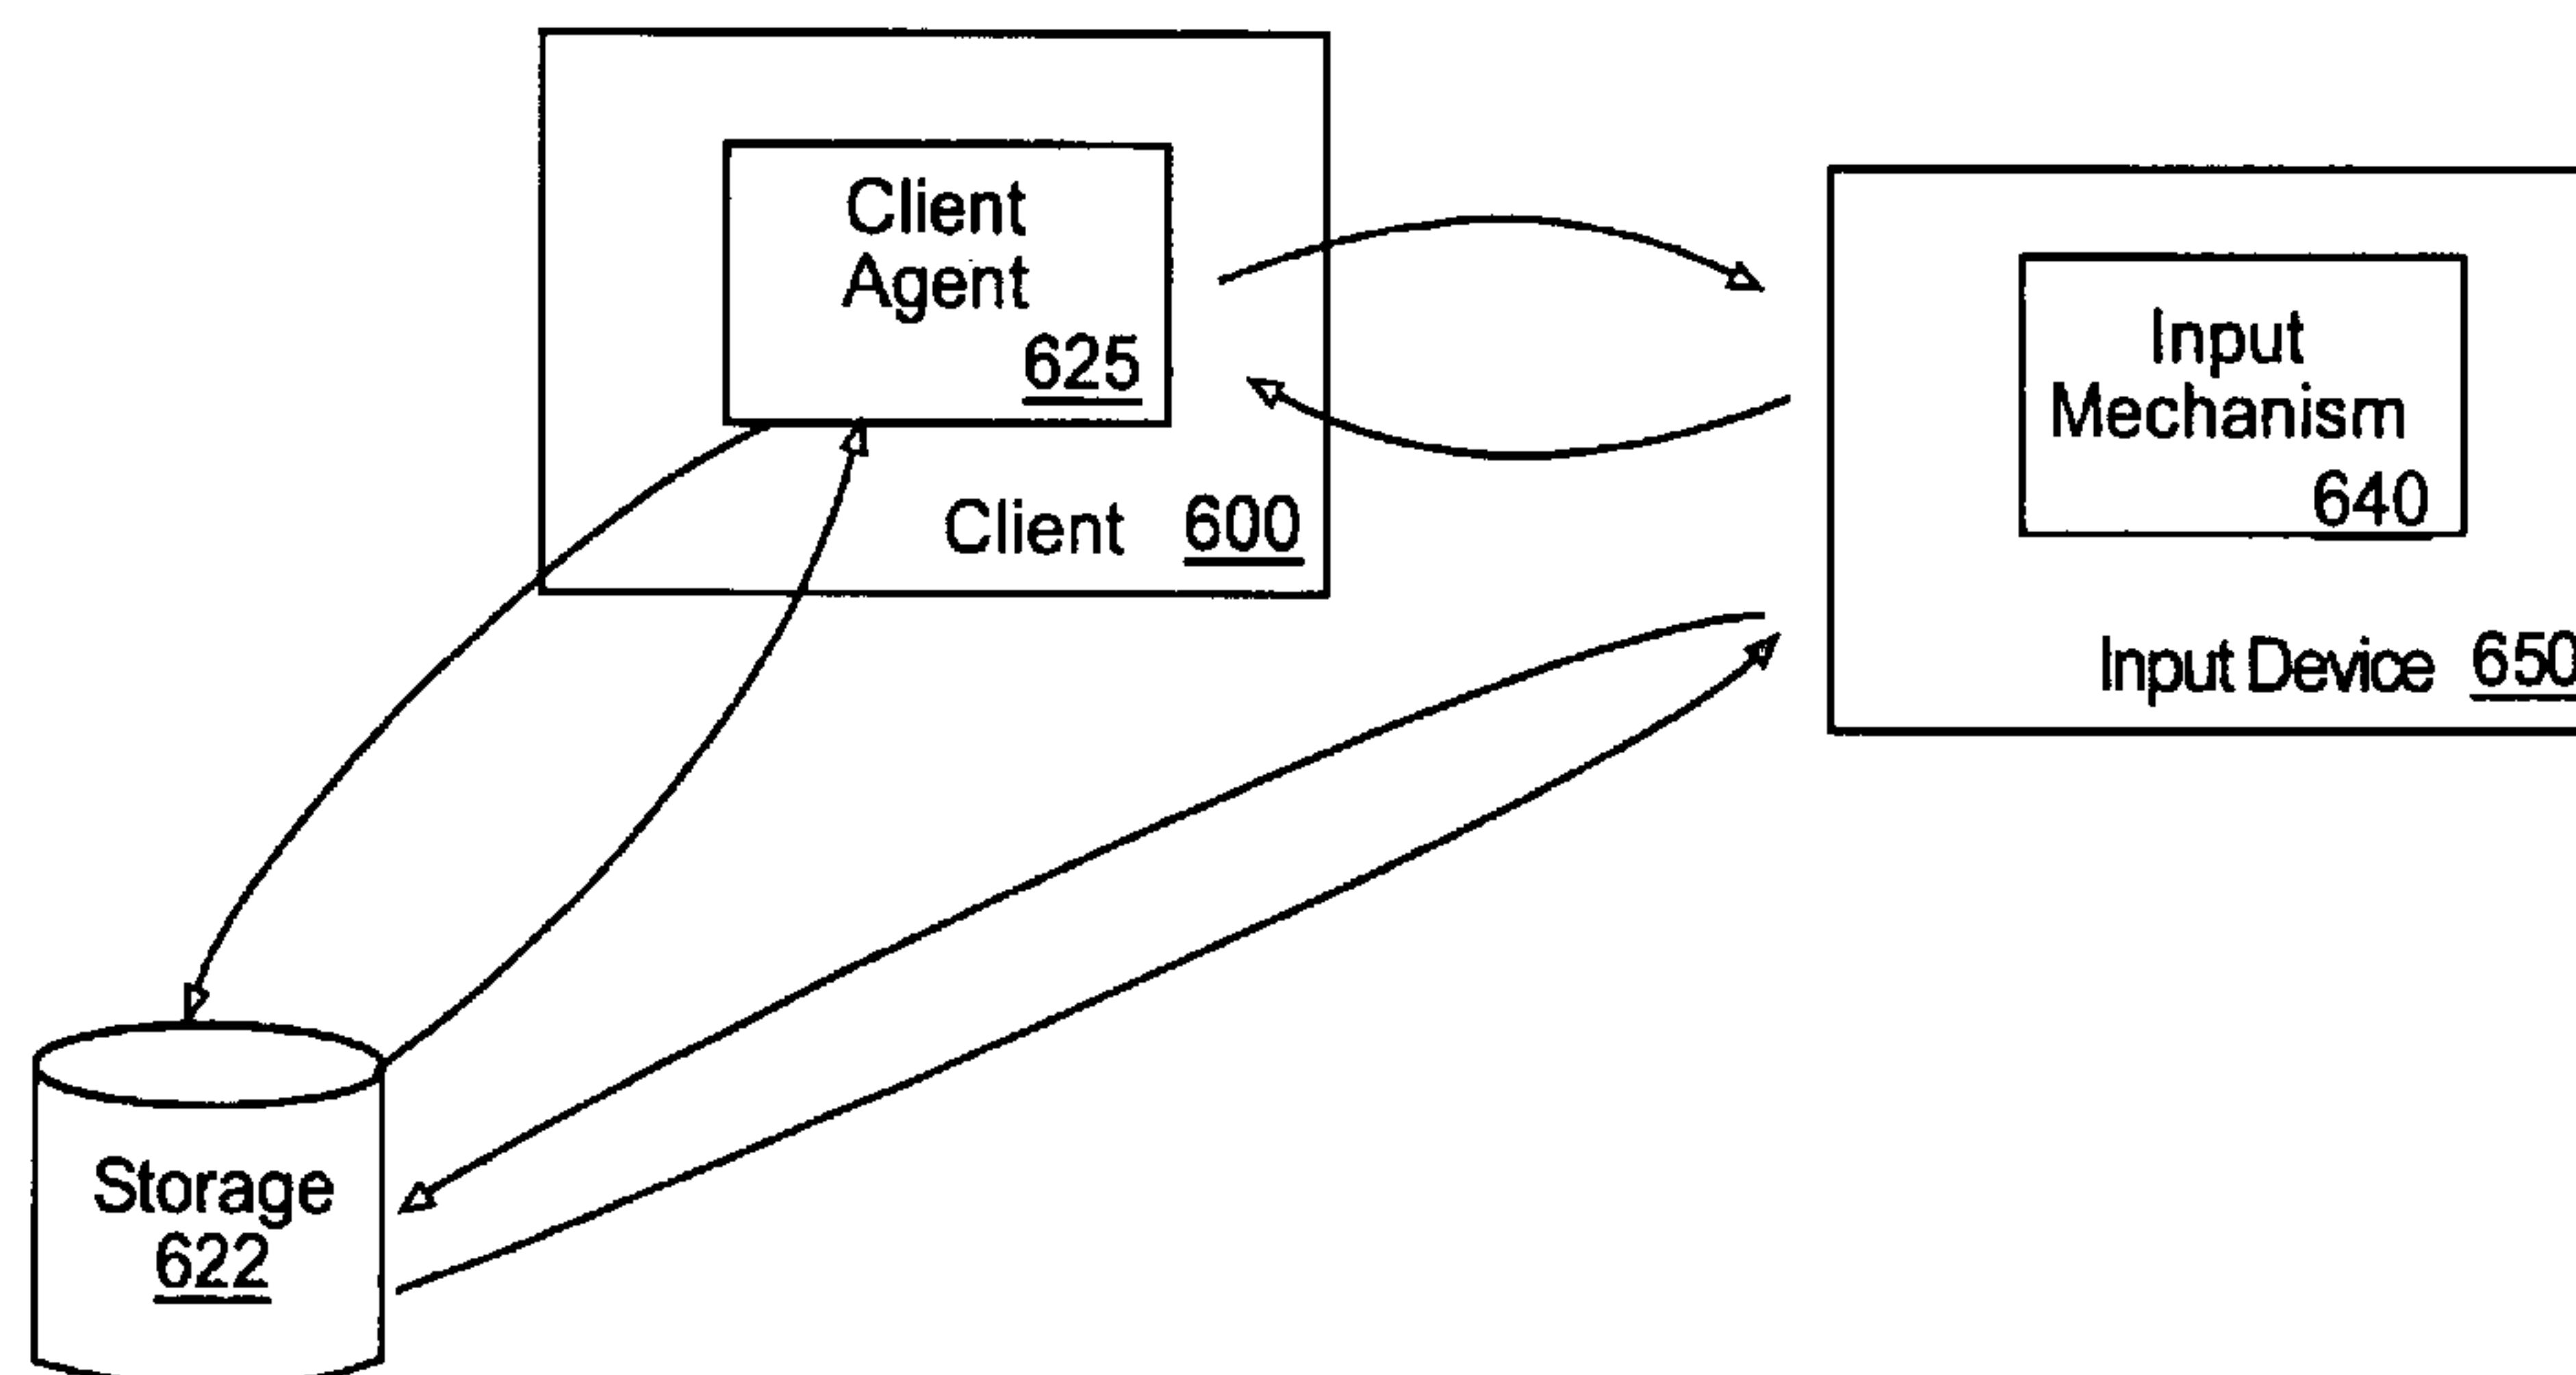 Client
Agent
625
Client 600
Input
Mechanism
640
Input Device 650
Storage
622